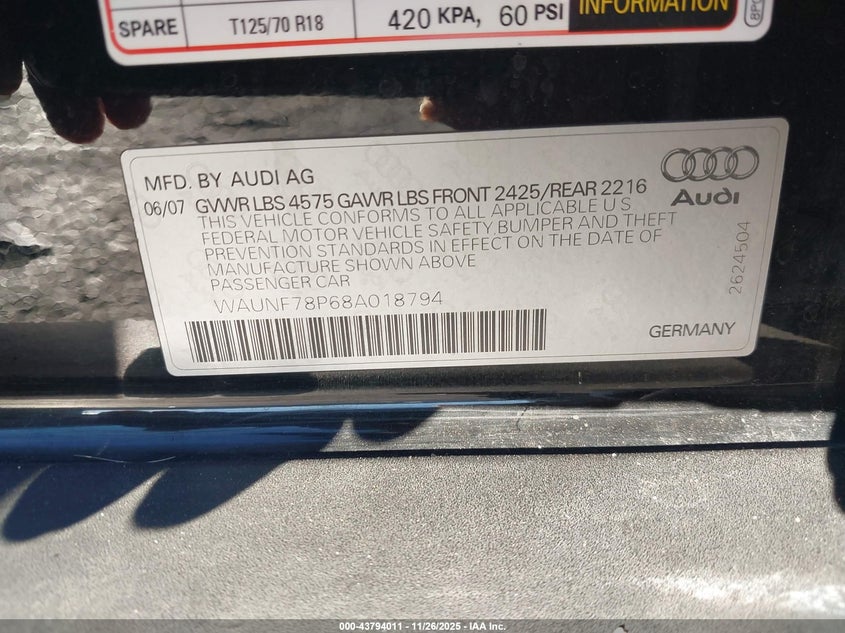 SPARE T125/70 R18 420 KPA, 60 PSI INFORMATION
MFD. BY AUDI AG
06/07 GVWR LBS 4575 GAWR LBS FRONT 2425/REAR 2216
THIS VEHICLE CONFORMS TO ALL APPLICABLE U S
FEDERAL MOTOR VEHICLE SAFETY, BUMPER AND THEFT
PREVENTION STANDARDS IN EFFECT ON THE DATE OF
MANUFACTURE SHOWN ABOVE
PASSENGER CAR
WAUNF78P68A018794
Audi
2624504
GERMANY
000-43794011 - 11/26/2025 - IAA Inc.